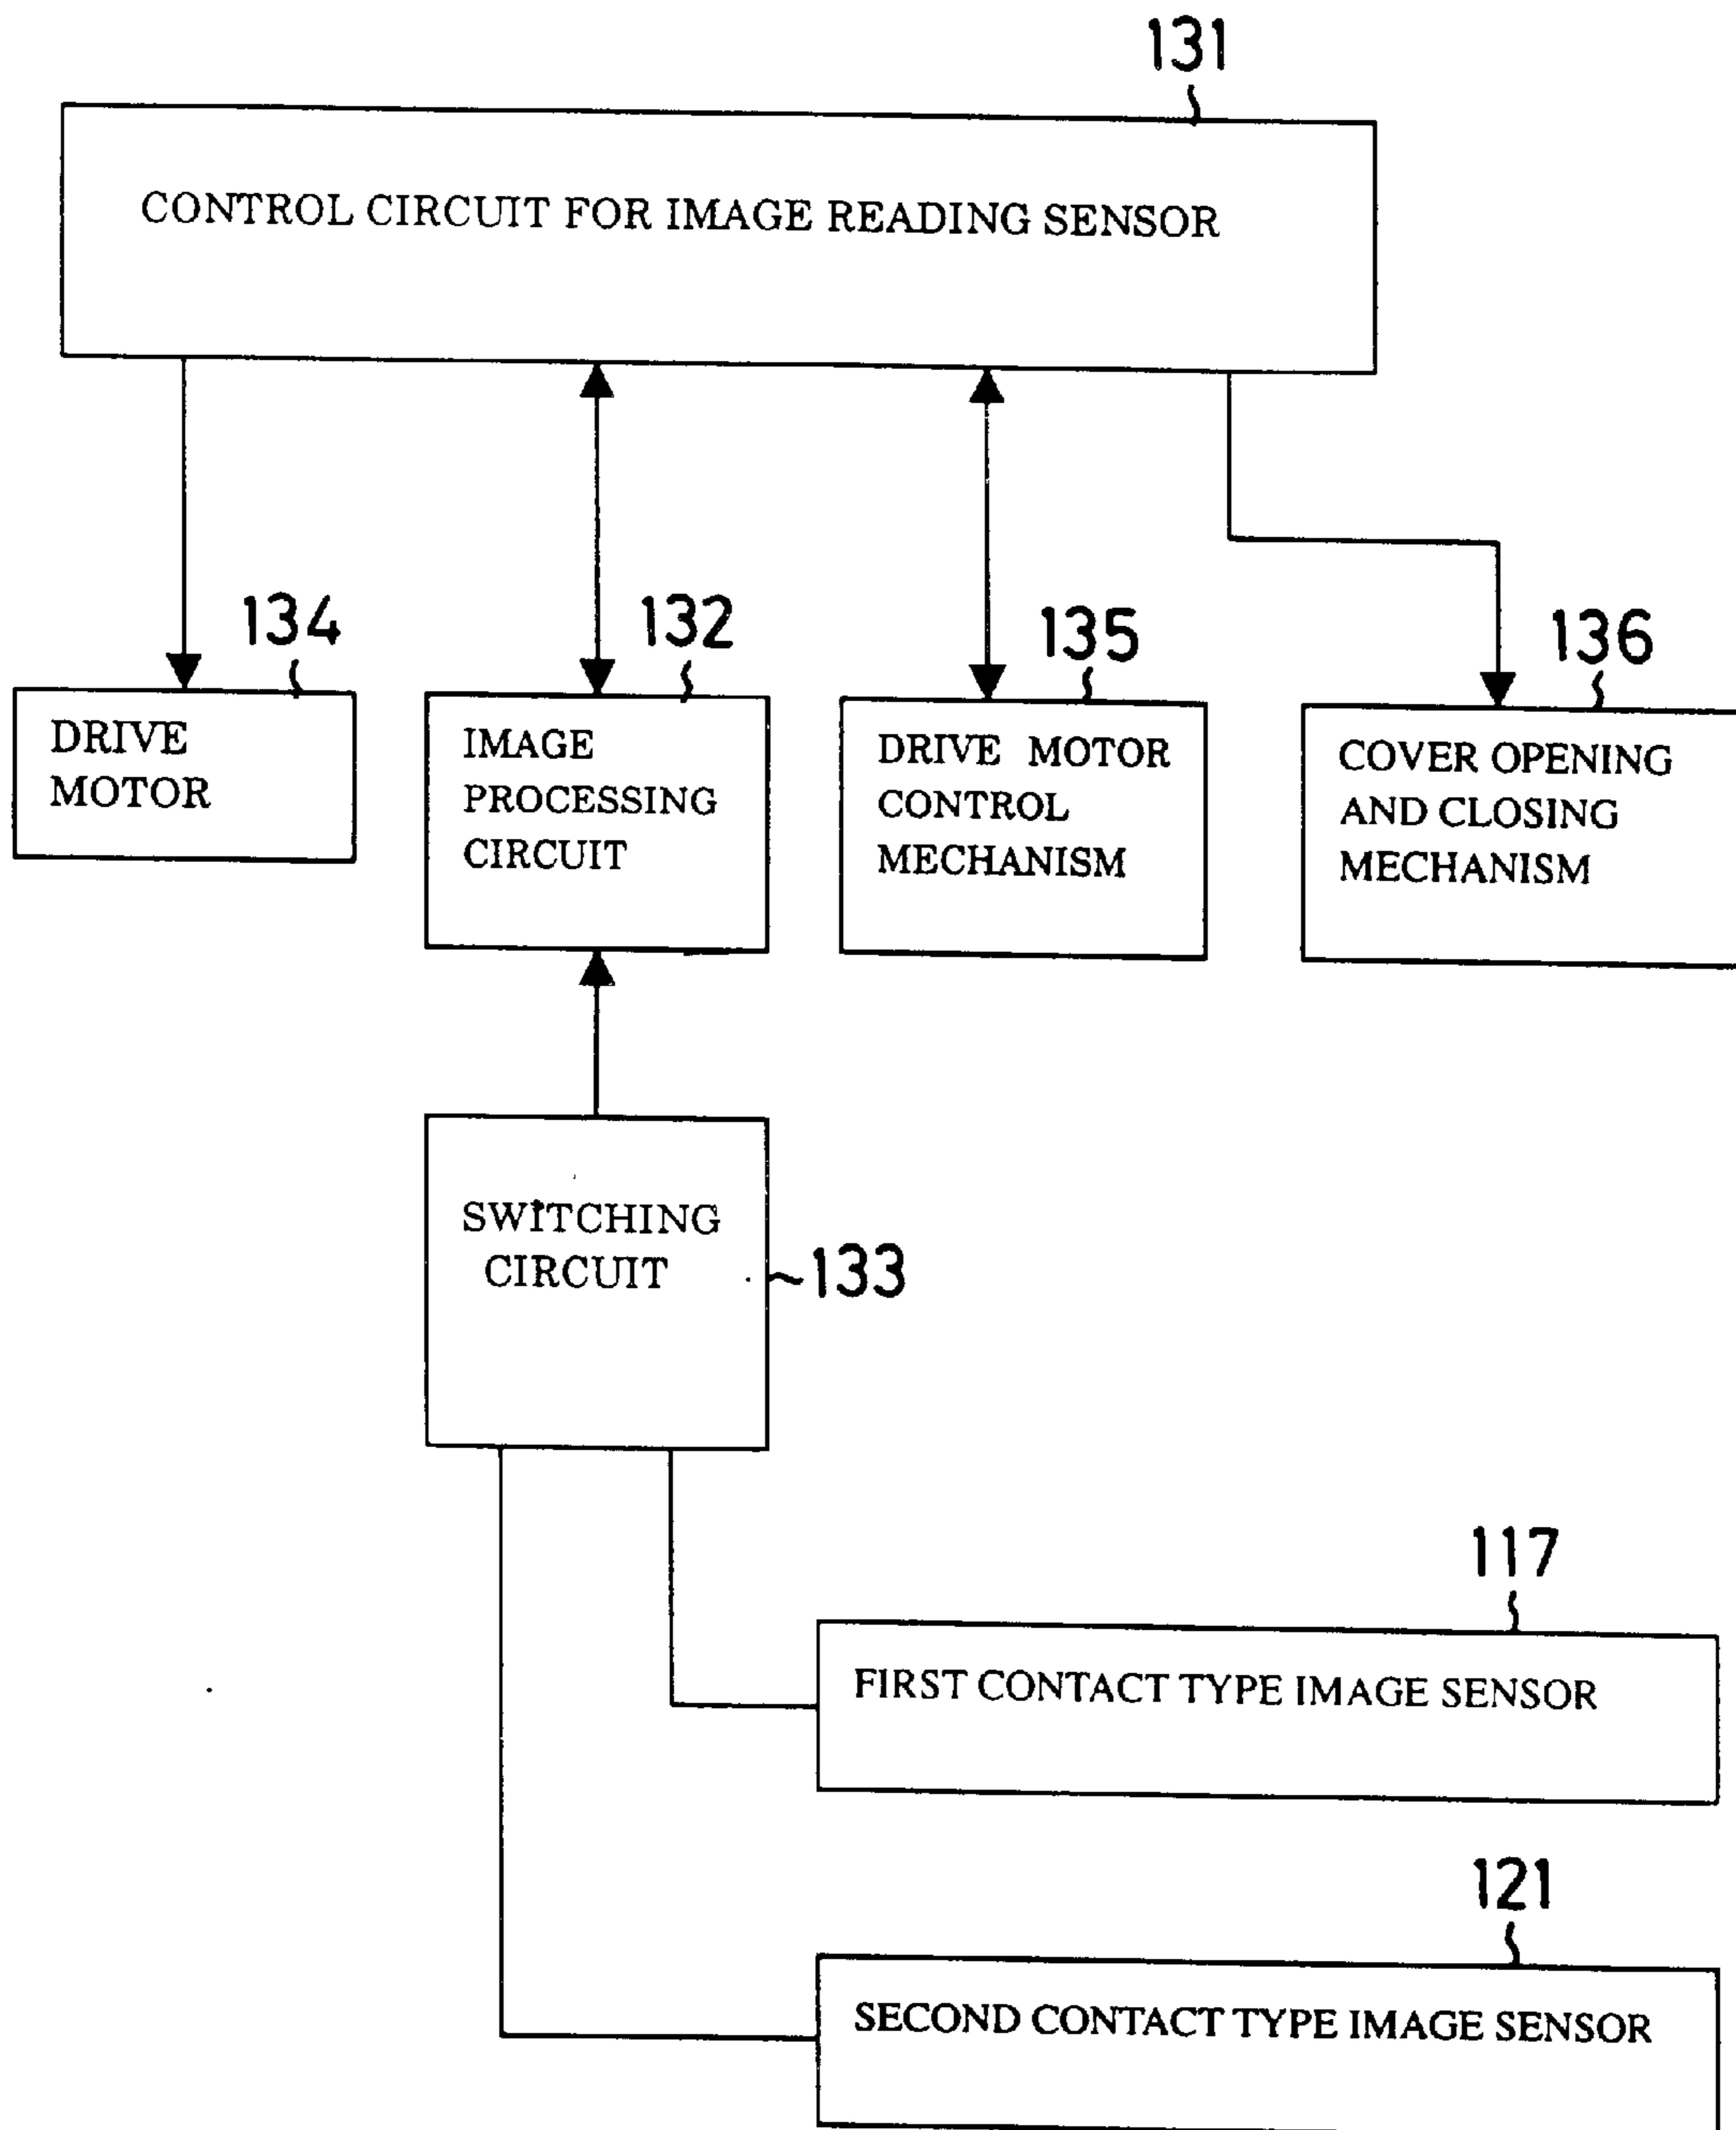 131
CONTROL CIRCUIT FOR IMAGE READING SENSOR
134
DRIVE
MOTOR
132
IMAGE
PROCESSING
CIRCUIT
135
DRIVE MOTOR
CONTROL
MECHANISM
136
COVER OPENING
AND CLOSING
MECHANISM
SWITCHING
CIRCUIT
133
117
FIRST CONTACT TYPE IMAGE SENSOR
121
SECOND CONTACT TYPE IMAGE SENSOR